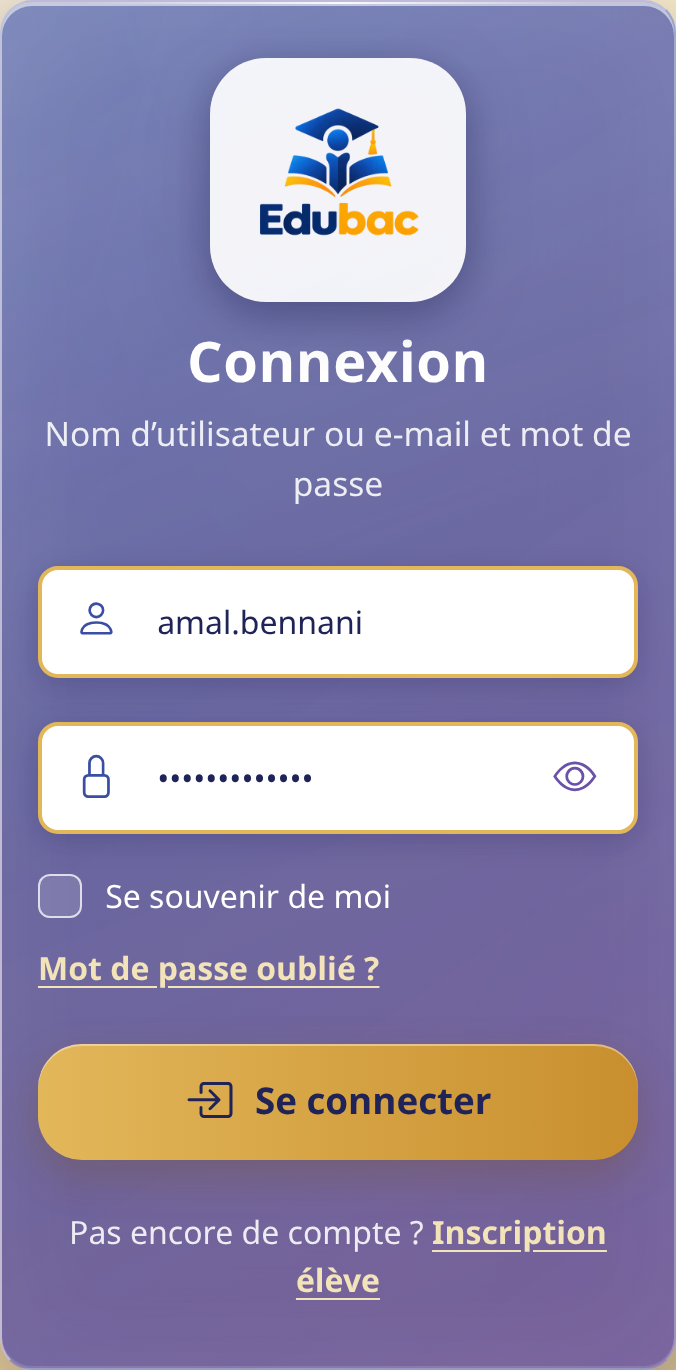 Edubac
Connexion
Nom d’utilisateur ou e-mail et mot de
passe
amal.bennani
•••••••••••••
Se souvenir de moi
Mot de passe oublié ?
Se connecter
Pas encore de compte ? Inscription
élève